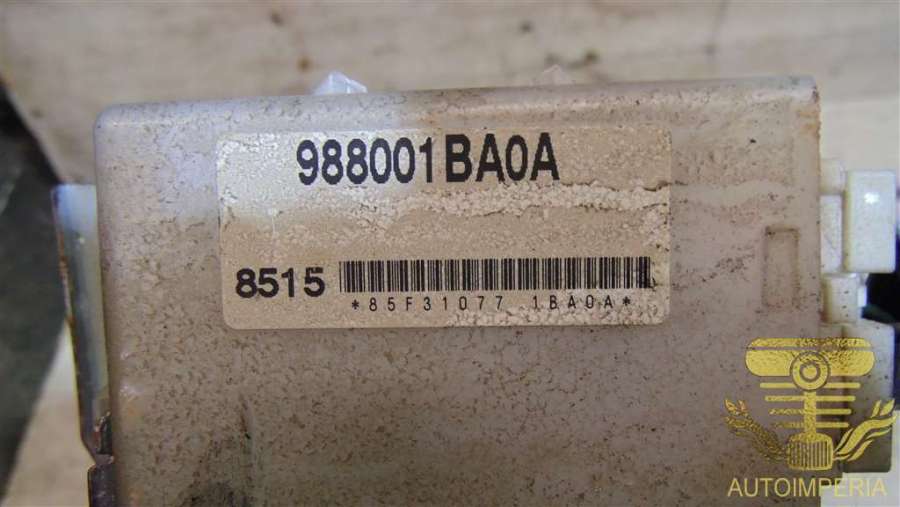 988001BA0A
8515
*85F31077 1BA0A*
AUTOIMPERIA